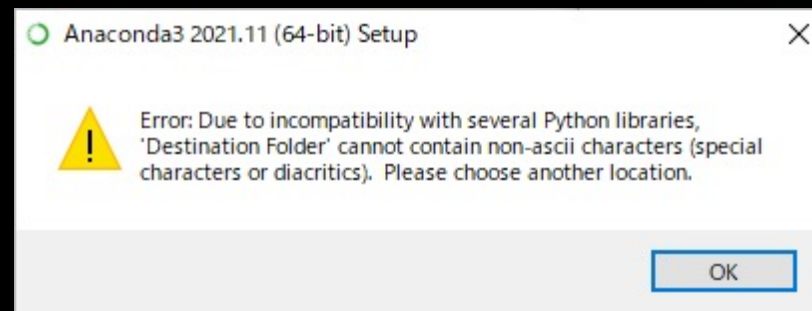 Anaconda3 2021.11 (64-bit) Setup
Error: Due to incompatibility with several Python libraries,
'Destination Folder' cannot contain non-ascii characters (special
characters or diacritics).  Please choose another location.
OK